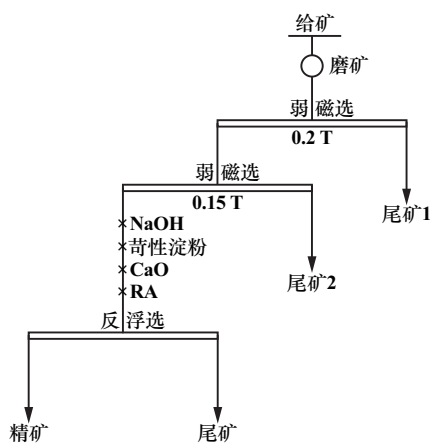 给矿
磨矿
弱 磁选
0.2 T
弱 磁选
0.15 T
尾矿1
NaOH
苛性淀粉
CaO
RA
尾矿2
反 浮选
精矿
尾矿